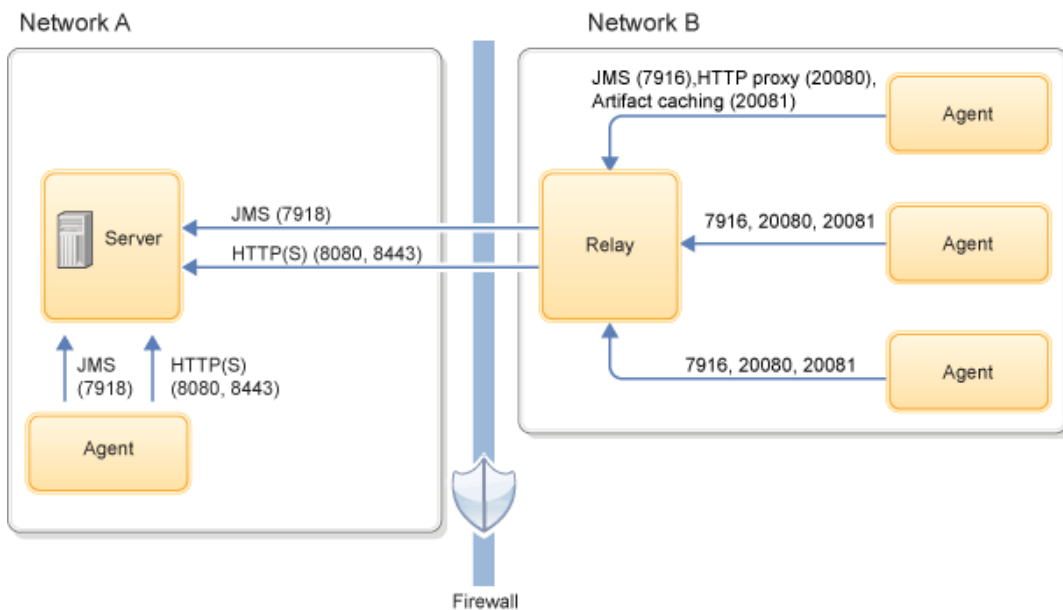 Network A
Network B
JMS (7916),HTTP proxy (20080),
Artifact caching (20081)
Agent
Server
JMS (7918)
HTTP(S) (8080, 8443)
Relay
7916, 20080, 20081
Agent
JMS
(7918)
HTTP(S)
(8080, 8443)
7916, 20080, 20081
Agent
Agent
Firewall